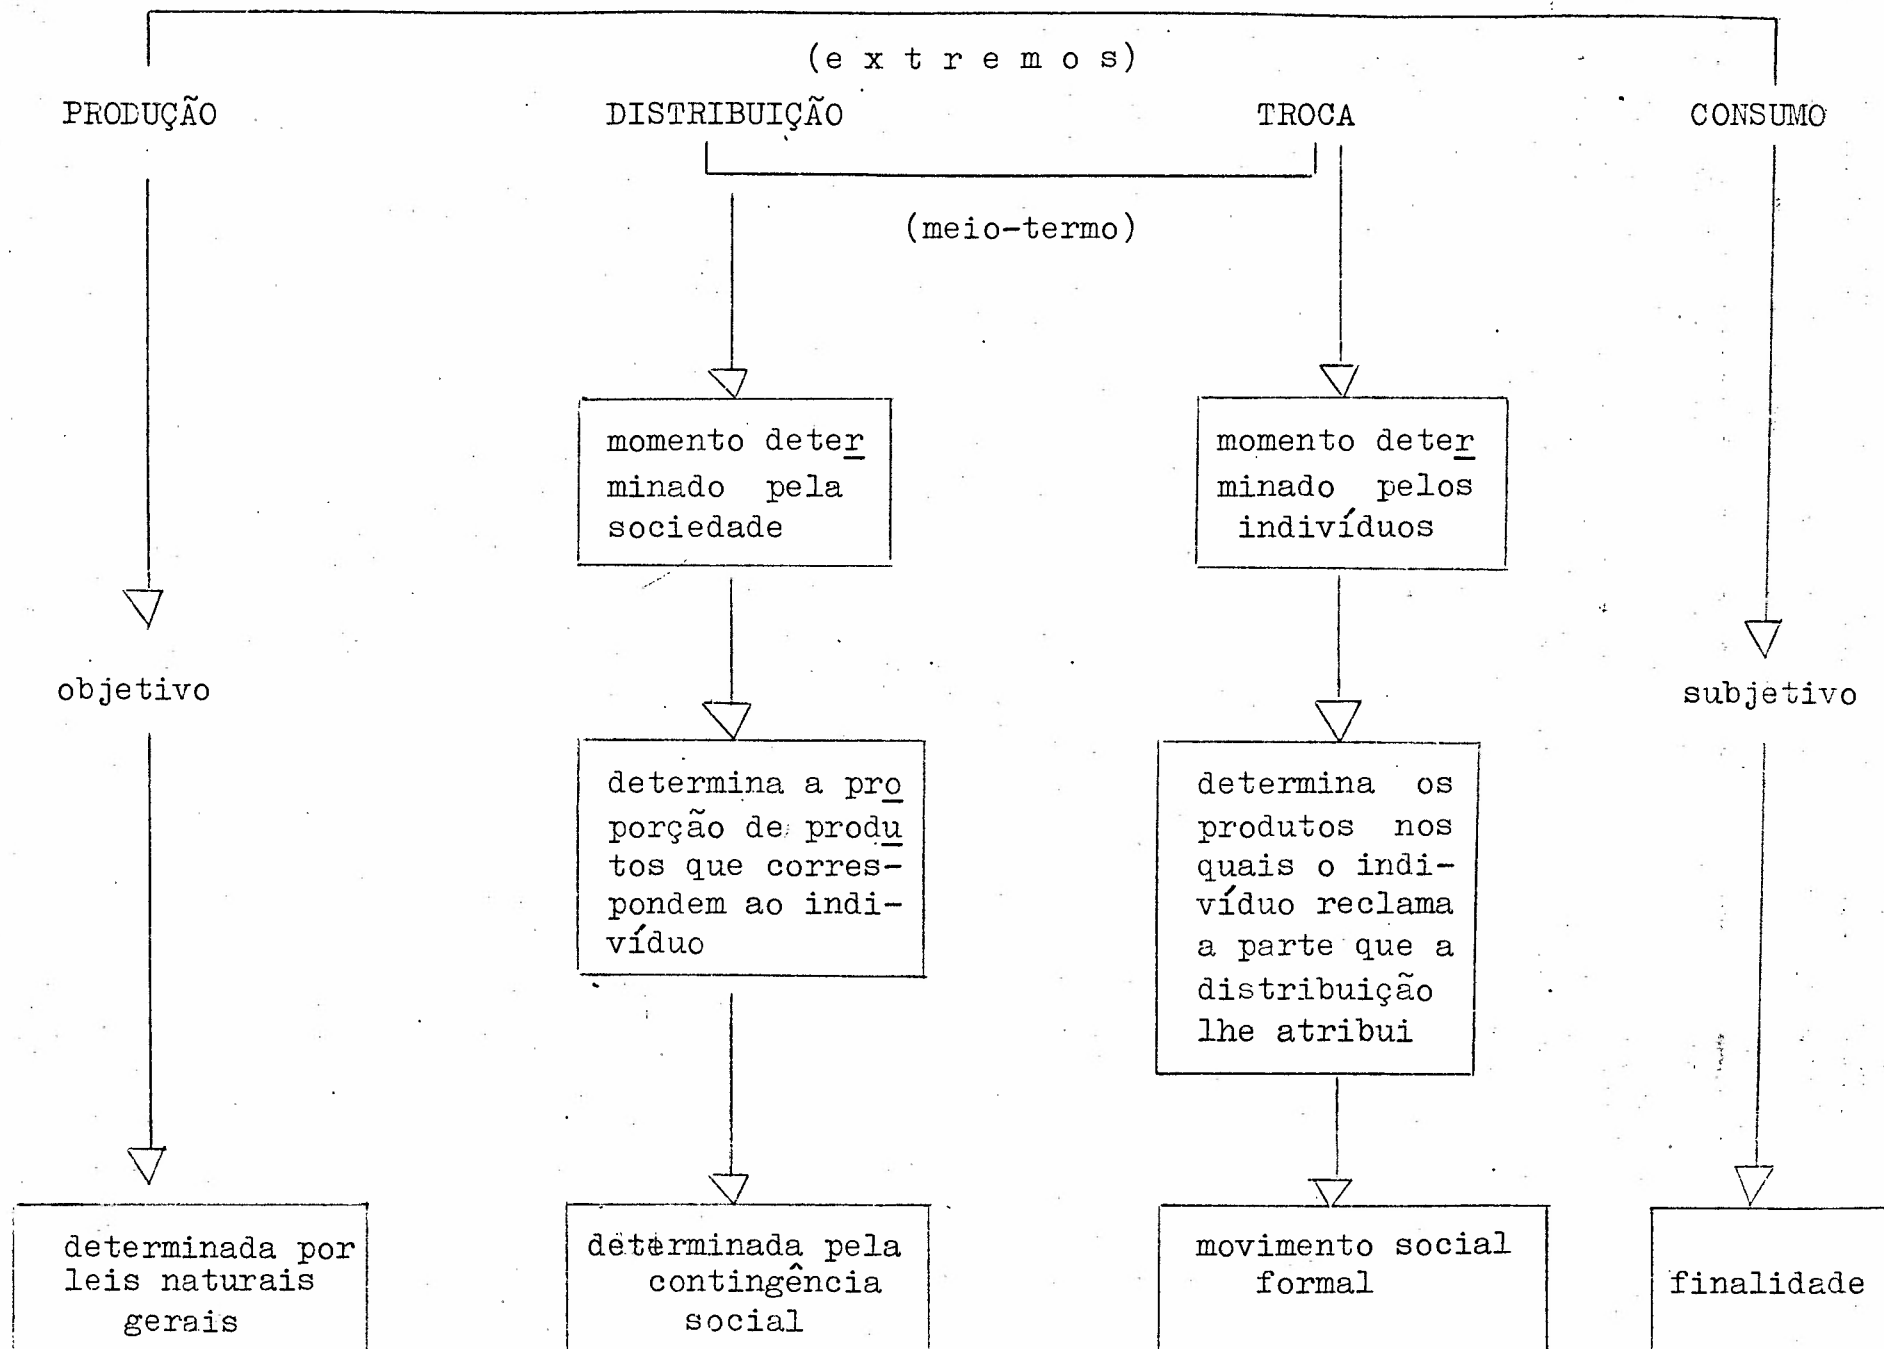 (e x t r e m o s)
PRODUÇÃO
DISTRIBUIÇÃO
TROCA
CONSUMO
(meio-termo)
momento deter
minado pela
sociedade
momento deter
minado pelos
indivíduos
objetivo
subjetivo
determina a pro
porção de produ
tos que corres-
pondem ao indi-
víduo
determina os
produtos nos
quais o indi-
víduo reclama
a parte que a
distribuição
lhe atribui
determinada por
leis naturais
gerais
determinada pela
contingência
social
movimento social
formal
finalidade